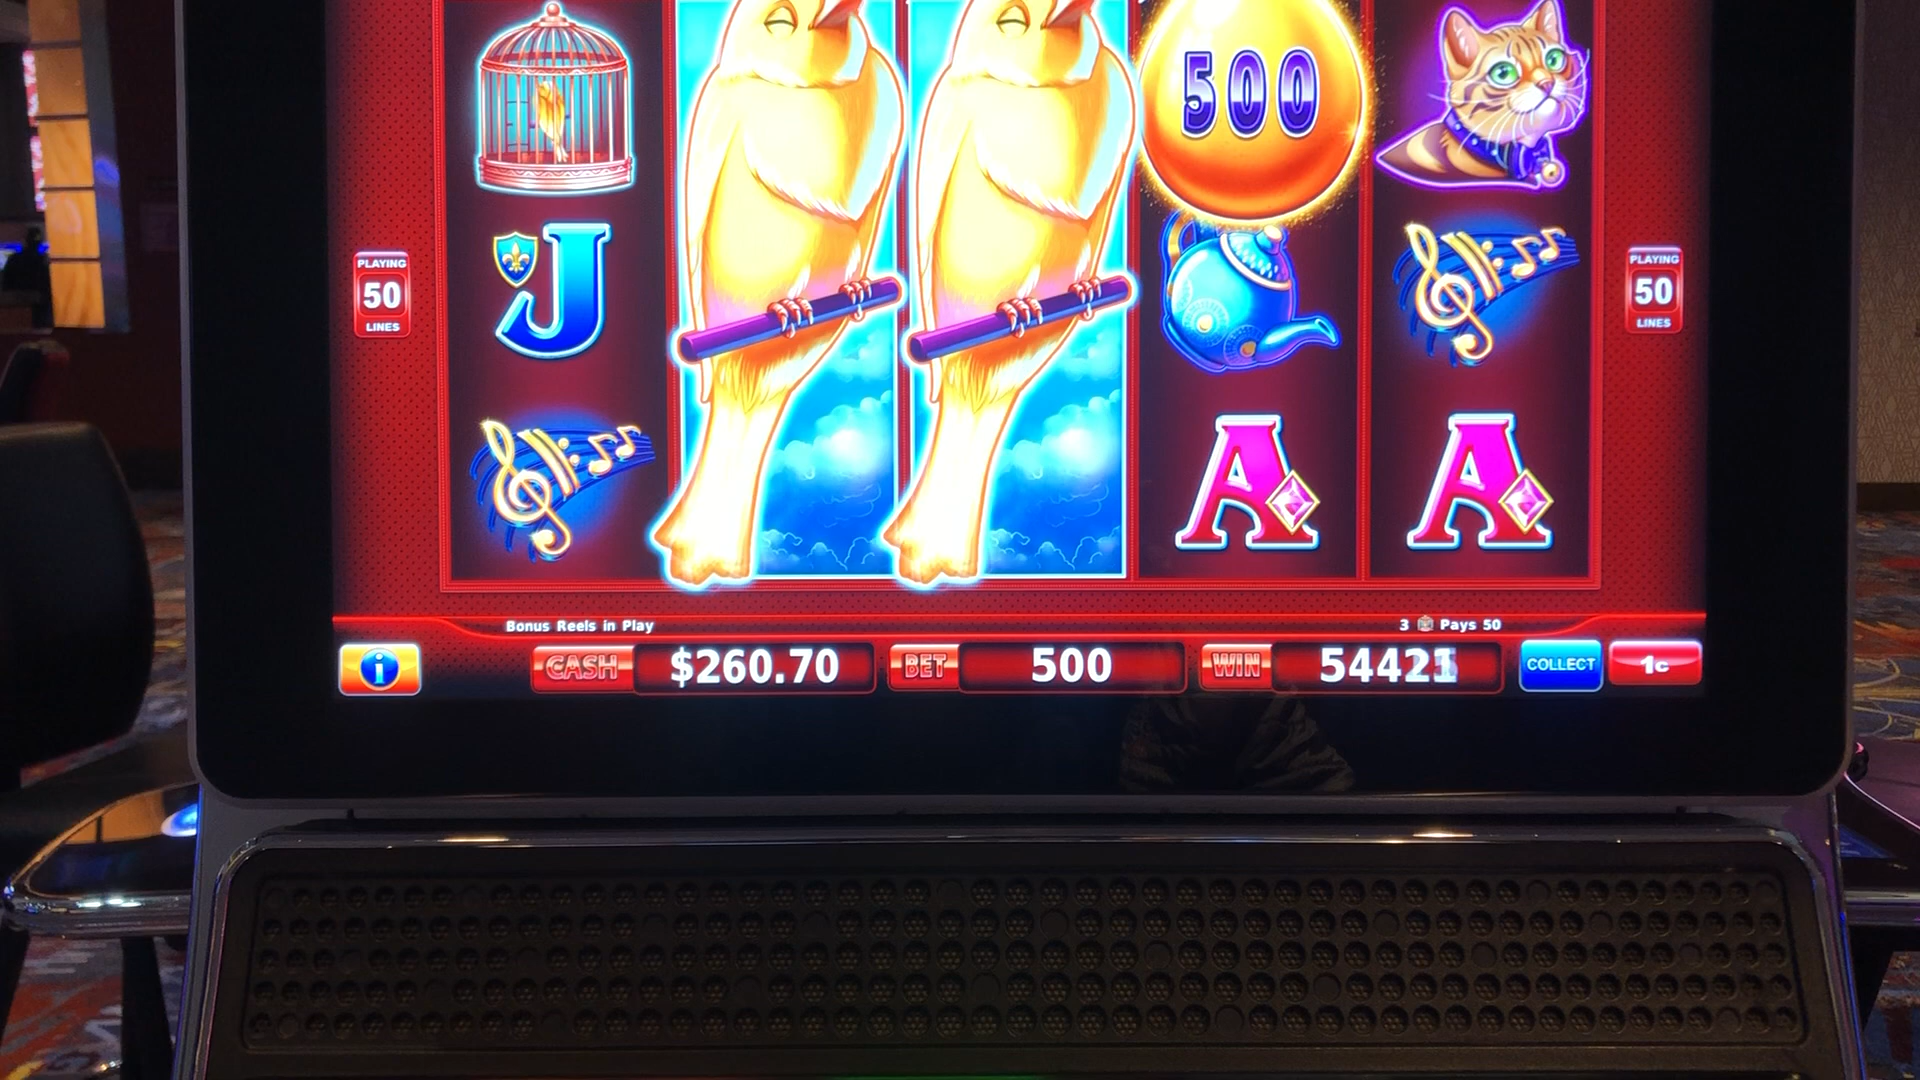 500
PLAYING
50
LINES
PLAYING
50
LINES
J
A
A
Bonus Reels in Play
3 Pays 50
CASH $260.70
BET 500
WIN
COLLECT
1c
i